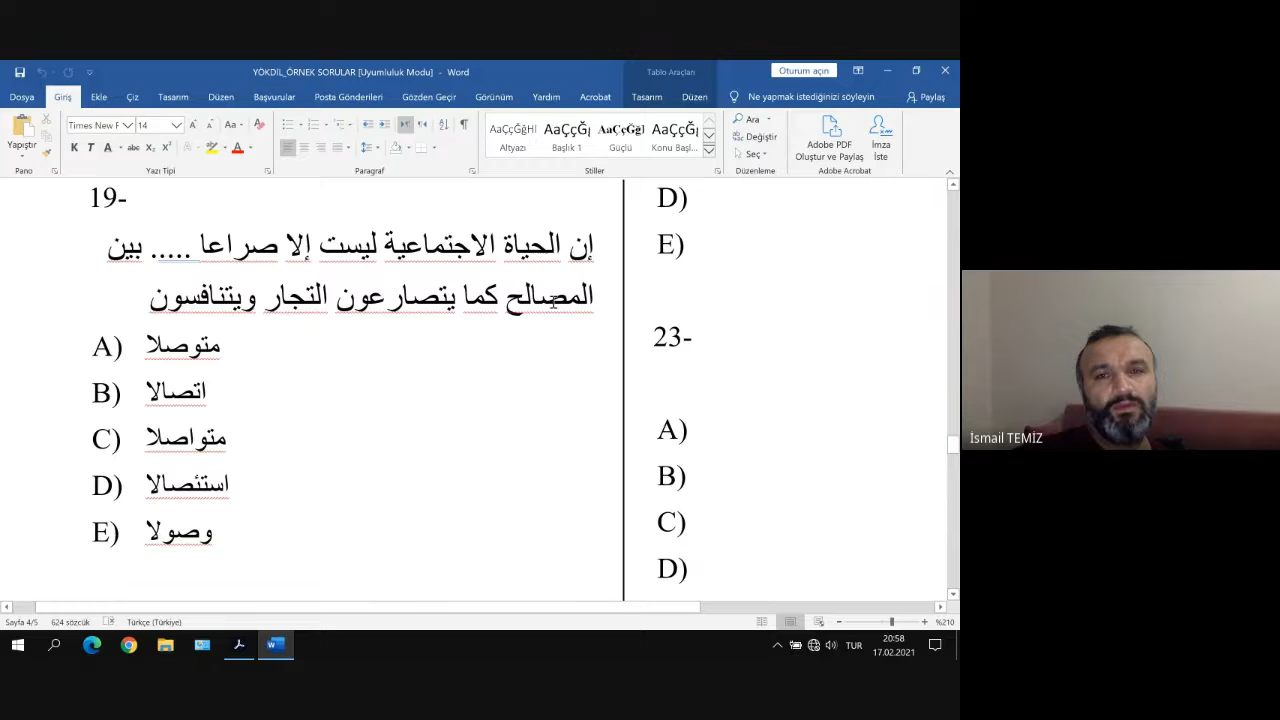 YÖKDİL_ÖRNEK SORULAR [Uyumluluk Modu] - Word
Tablo Araçları
Oturum açın
Dosya
Giriş
Ekle
Çiz
Tasarım
Düzen
Başvurular
Posta Gönderileri
Gözden Geçir
Görünüm
Yardım
Acrobat
Tasarım
Düzen
Ne yapmak istediğinizi söyleyin
Paylaş
Yapıştır
Times New F
14
AaÇçĞğHl
AaÇçĞğ
AaÇçĞğI
AaÇçĞğ
Altyazı
Başlık 1
Güçlü
Konu Başl...
Ara
Değiştir
Seç
Adobe PDF
Oluştur ve Paylaş
İmza
İste
Pano
Yazı Tipi
Paragraf
Stiller
Düzenleme
Adobe Acrobat
19-
إن الحياة الاجتماعية ليست إلا صراعا ..... بين
المصالح كما يتصارعون التجار ويتنافسون
A) متوصلا
B) اتصالا
C) متواصلا
D) استئصالا
E) وصولا
D)
E)
23-
A)
B)
C)
D)
İsmail TEMİZ
Sayfa 4/5
624 sözcük
Türkçe (Türkiye)
%210
TUR
20:58
17.02.2021